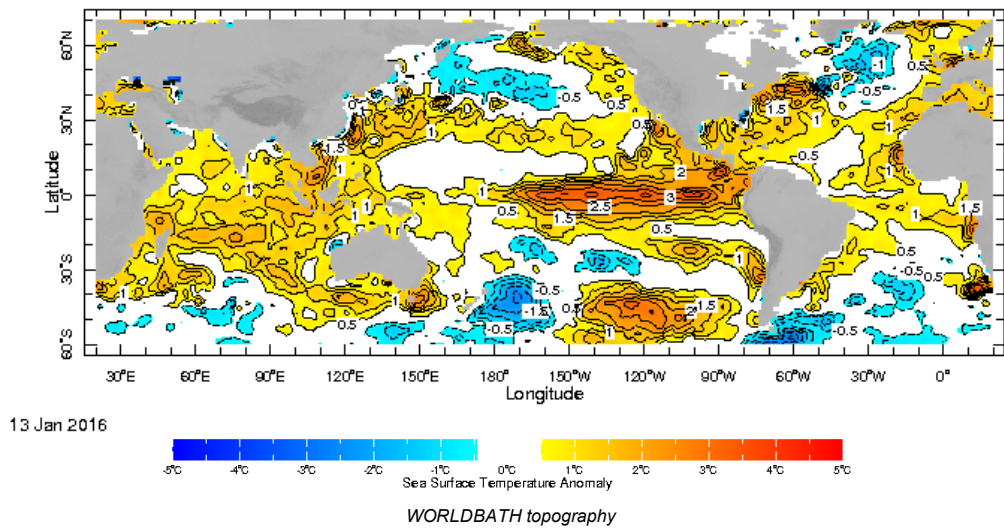 60°N
30°N
0°
30°S
60°S
Latitude
0.5
-0.5
-1
0.5
-0.5
1.5
1
1.5
1
0.5
1
2
0.5
1
1
1
1
0.5
2.5
3
1.5
0.5
1
1.5
0.5
-0.5
0.5
1
0.5
-0.5
-1.5
-0.5
0.5
1
2
1.5
-0.5
30°E
60°E
90°E
120°E
150°E
180°
150°W
120°W
90°W
60°W
30°W
0°
Longitude
13 Jan 2016
-5°C -4°C -3°C -2°C -1°C 0°C 1°C 2°C 3°C 4°C 5°C
Sea Surface Temperature Anomaly
WORLDBATH topography